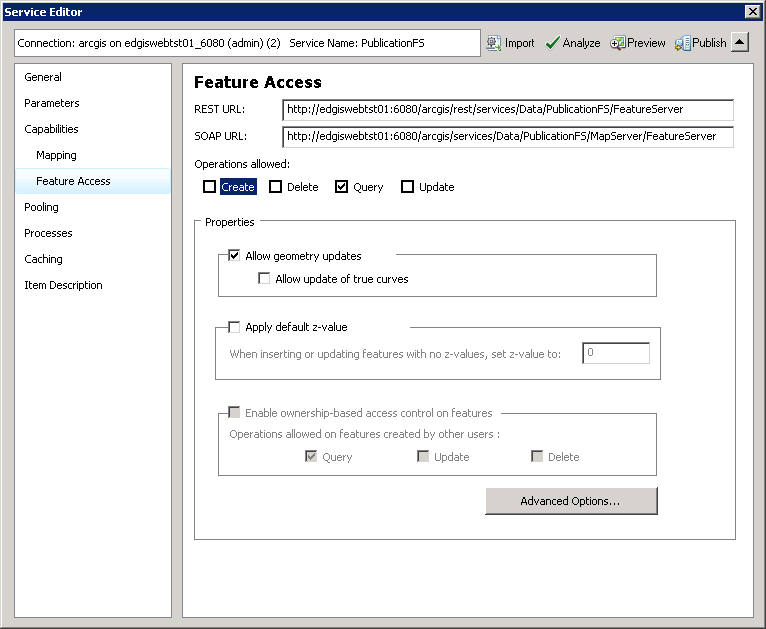 Service Editor
Connection: arcgis on edgiswebtst01_6080 (admin) (2) Service Name: PublicationFS
Import Analyze Preview Publish
General
Parameters
Capabilities
Mapping
Feature Access
Pooling
Processes
Caching
Item Description
Feature Access
REST URL: http://edgiswebtst01:6080/arcgis/rest/services/Data/PublicationFS/FeatureServer
SOAP URL: http://edgiswebtst01:6080/arcgis/services/Data/PublicationFS/MapServer/FeatureServer
Operations allowed:
Create Delete Query Update
Properties
Allow geometry updates
Allow update of true curves
Apply default z-value
When inserting or updating features with no z-values, set z-value to: 0
Enable ownership-based access control on features
Operations allowed on features created by other users :
Query Update Delete
Advanced Options...